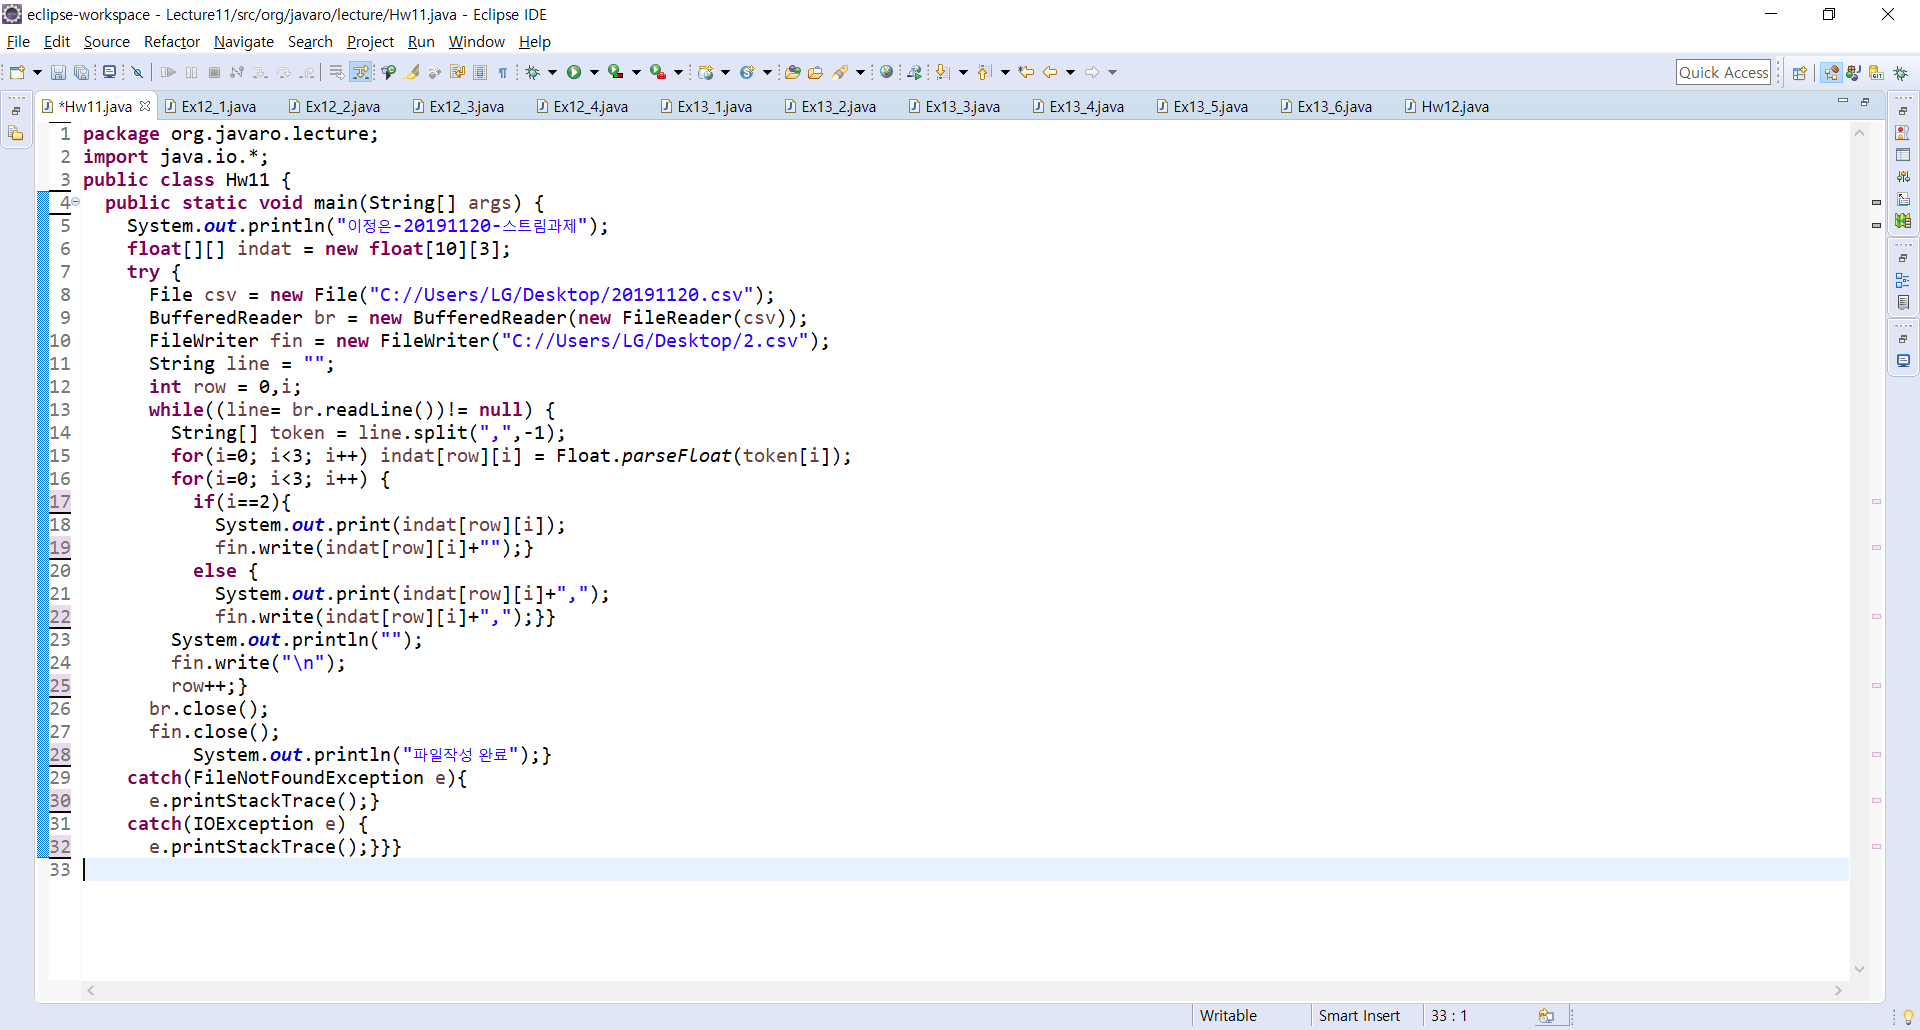 eclipse-workspace - Lecture11/src/org/javaro/lecture/Hw11.java - Eclipse IDE
File Edit Source Refactor Navigate Search Project Run Window Help
Quick Access
*Hw11.java Ex12_1.java Ex12_2.java Ex12_3.java Ex12_4.java Ex13_1.java Ex13_2.java Ex13_3.java Ex13_4.java Ex13_5.java Ex13_6.java Hw12.java
1 package org.javaro.lecture;
2 import java.io.*;
3 public class Hw11 {
4 public static void main(String[] args) {
5 System.out.println("이정은-20191120-스트림과제");
6 float[][] indat = new float[10][3];
7 try {
8 File csv = new File("C://Users/LG/Desktop/20191120.csv");
9 BufferedReader br = new BufferedReader(new FileReader(csv));
10 FileWriter fin = new FileWriter("C://Users/LG/Desktop/2.csv");
11 String line = "";
12 int row = 0,i;
13 while((line= br.readLine())!= null) {
14 String[] token = line.split(",",-1);
15 for(i=0; i<3; i++) indat[row][i] = Float.parseFloat(token[i]);
16 for(i=0; i<3; i++) {
17 if(i==2){
18 System.out.print(indat[row][i]);
19 fin.write(indat[row][i]+"");}
20 else {
21 System.out.print(indat[row][i]+",");
22 fin.write(indat[row][i]+",");}}
23 System.out.println("");
24 fin.write("\n");
25 row++;}
26 br.close();
27 fin.close();
28 System.out.println("파일작성 완료");}
29 catch(FileNotFoundException e){
30 e.printStackTrace();}
31 catch(IOException e) {
32 e.printStackTrace();}}}
33
Writable Smart Insert 33 : 1